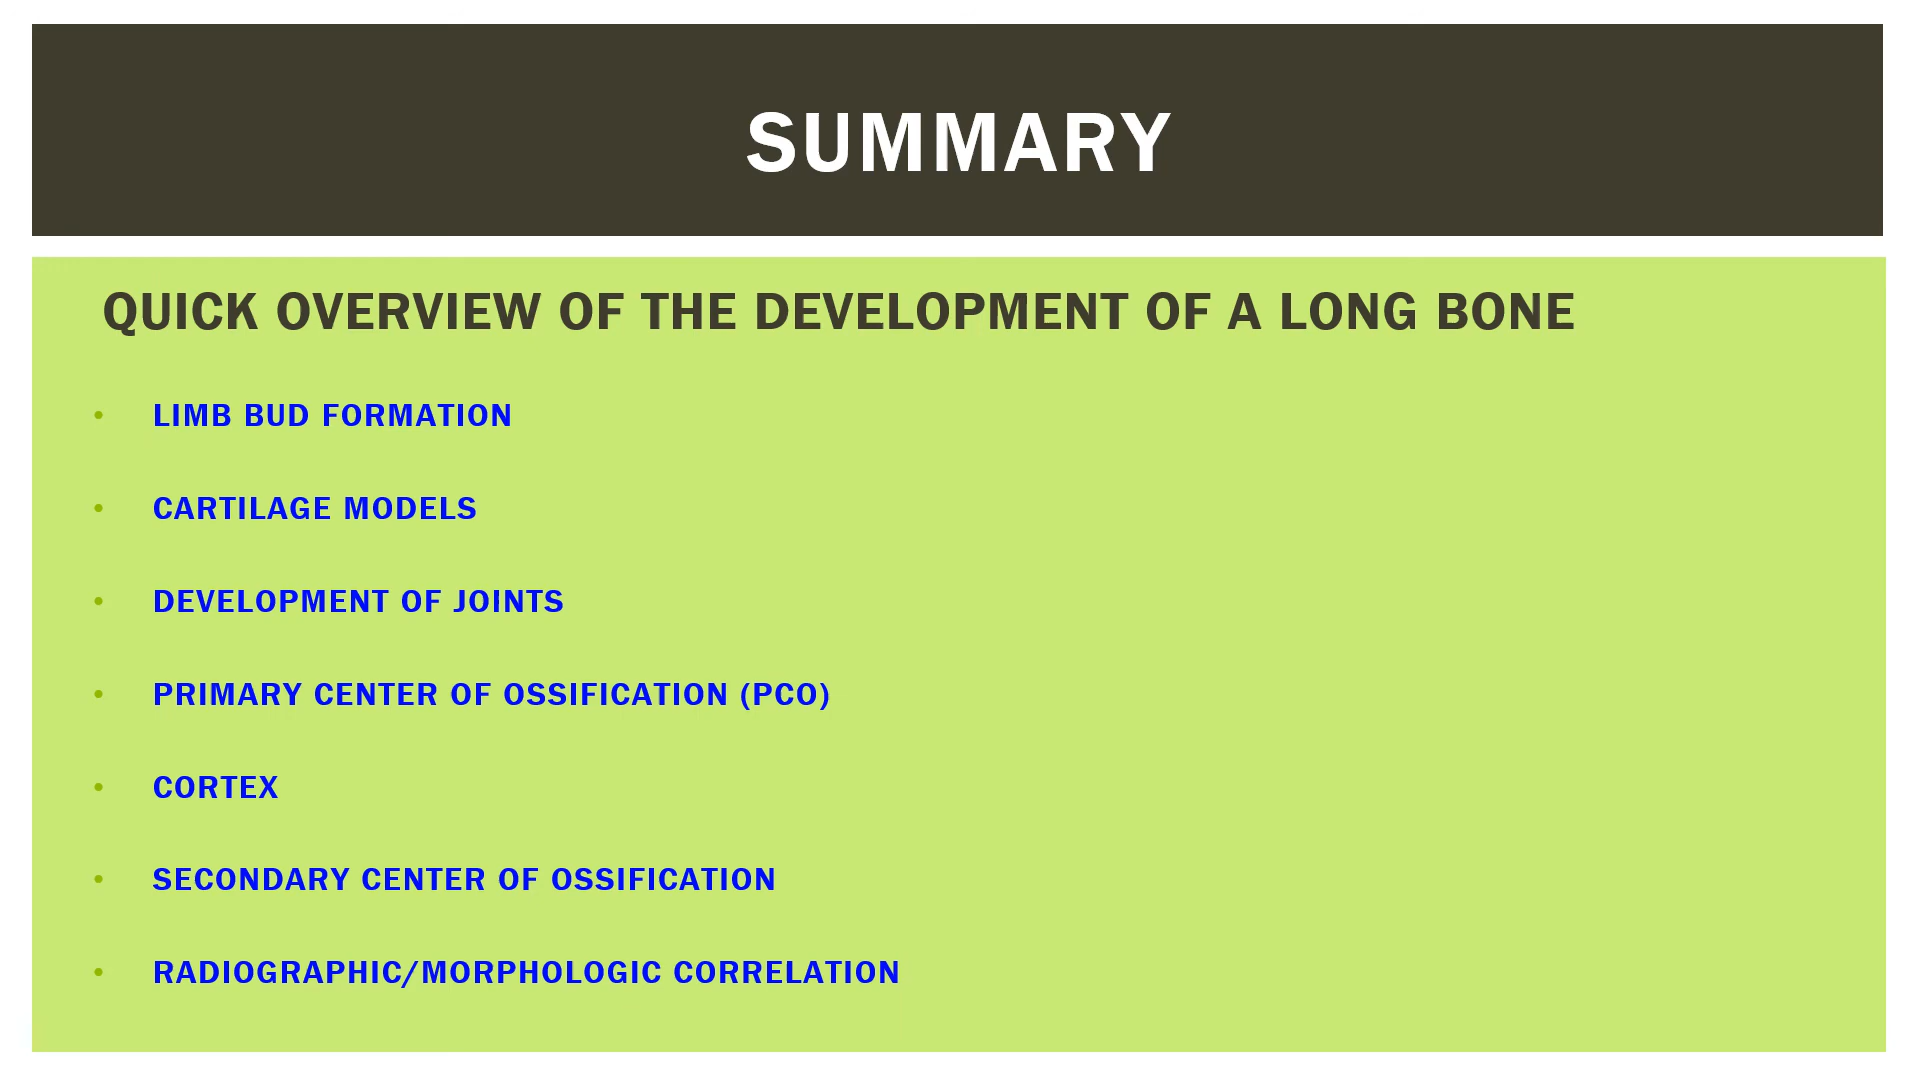 SUMMARY
QUICK OVERVIEW OF THE DEVELOPMENT OF A LONG BONE
• LIMB BUD FORMATION
• CARTILAGE MODELS
• DEVELOPMENT OF JOINTS
• PRIMARY CENTER OF OSSIFICATION (PCO)
• CORTEX
• SECONDARY CENTER OF OSSIFICATION
• RADIOGRAPHIC/MORPHOLOGIC CORRELATION